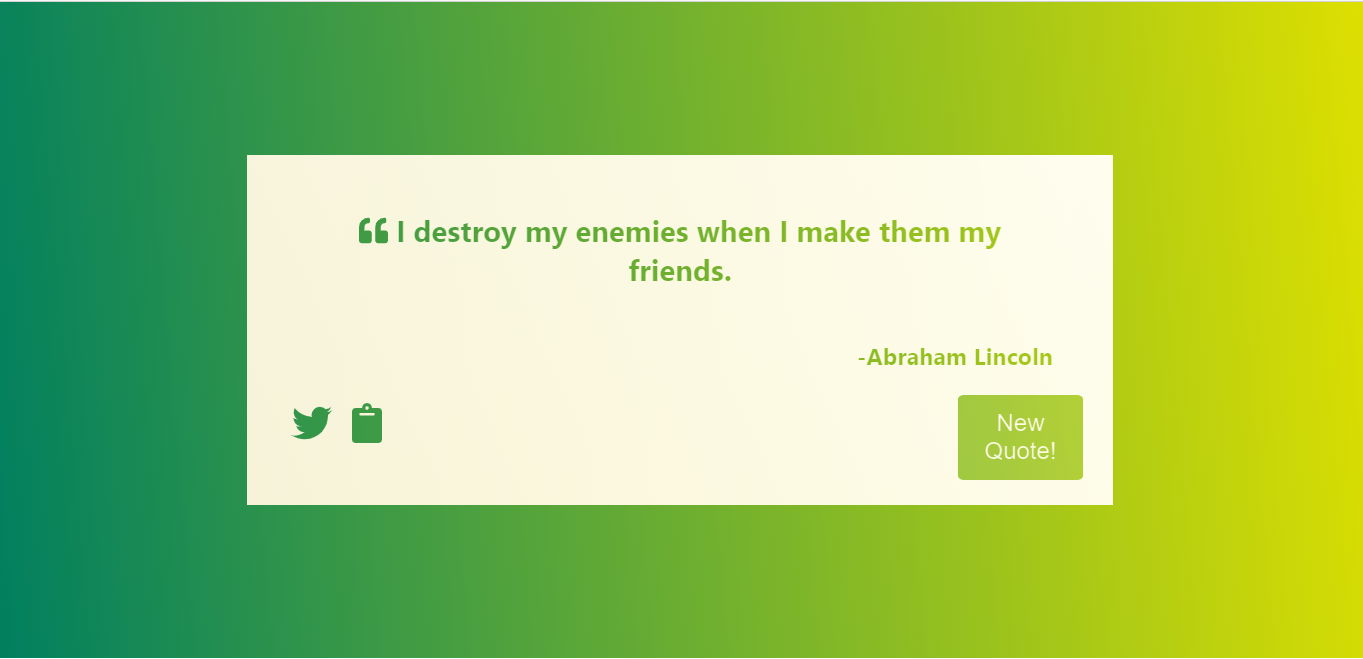 I destroy my enemies when I make them my
friends.
-Abraham Lincoln
New
Quote!